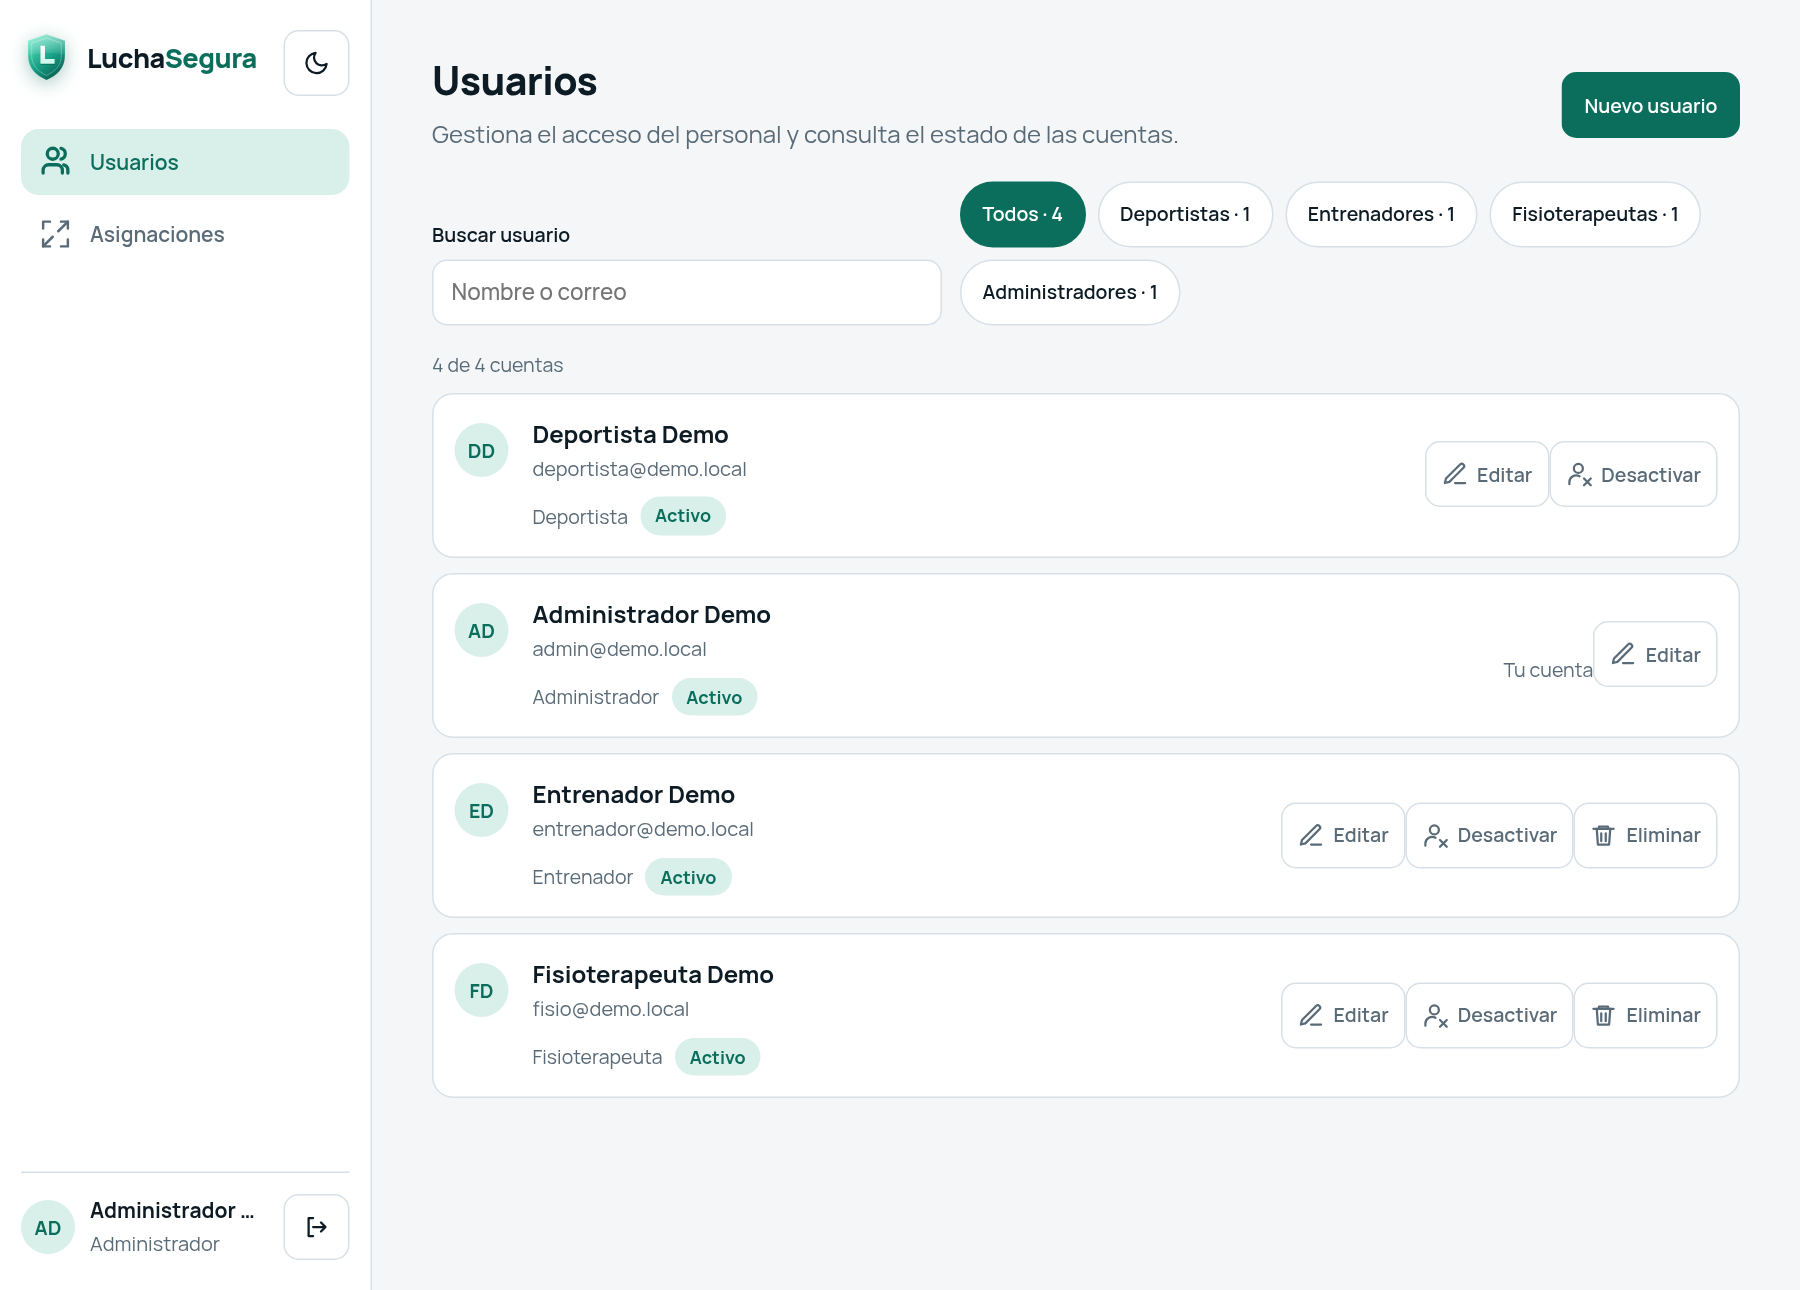 LuchaSegura
Usuarios
Asignaciones
Administrador ...
AD
Administrador
Usuarios
Gestiona el acceso del personal y consulta el estado de las cuentas.
Nuevo usuario
Todos · 4
Deportistas · 1
Entrenadores · 1
Fisioterapeutas · 1
Administradores · 1
Buscar usuario
Nombre o correo
4 de 4 cuentas
DD
Deportista Demo
deportista@demo.local
Deportista
Activo
Editar
Desactivar
AD
Administrador Demo
admin@demo.local
Administrador
Activo
Tu cuenta
Editar
ED
Entrenador Demo
entrenador@demo.local
Entrenador
Activo
Editar
Desactivar
Eliminar
FD
Fisioterapeuta Demo
fisio@demo.local
Fisioterapeuta
Activo
Editar
Desactivar
Eliminar